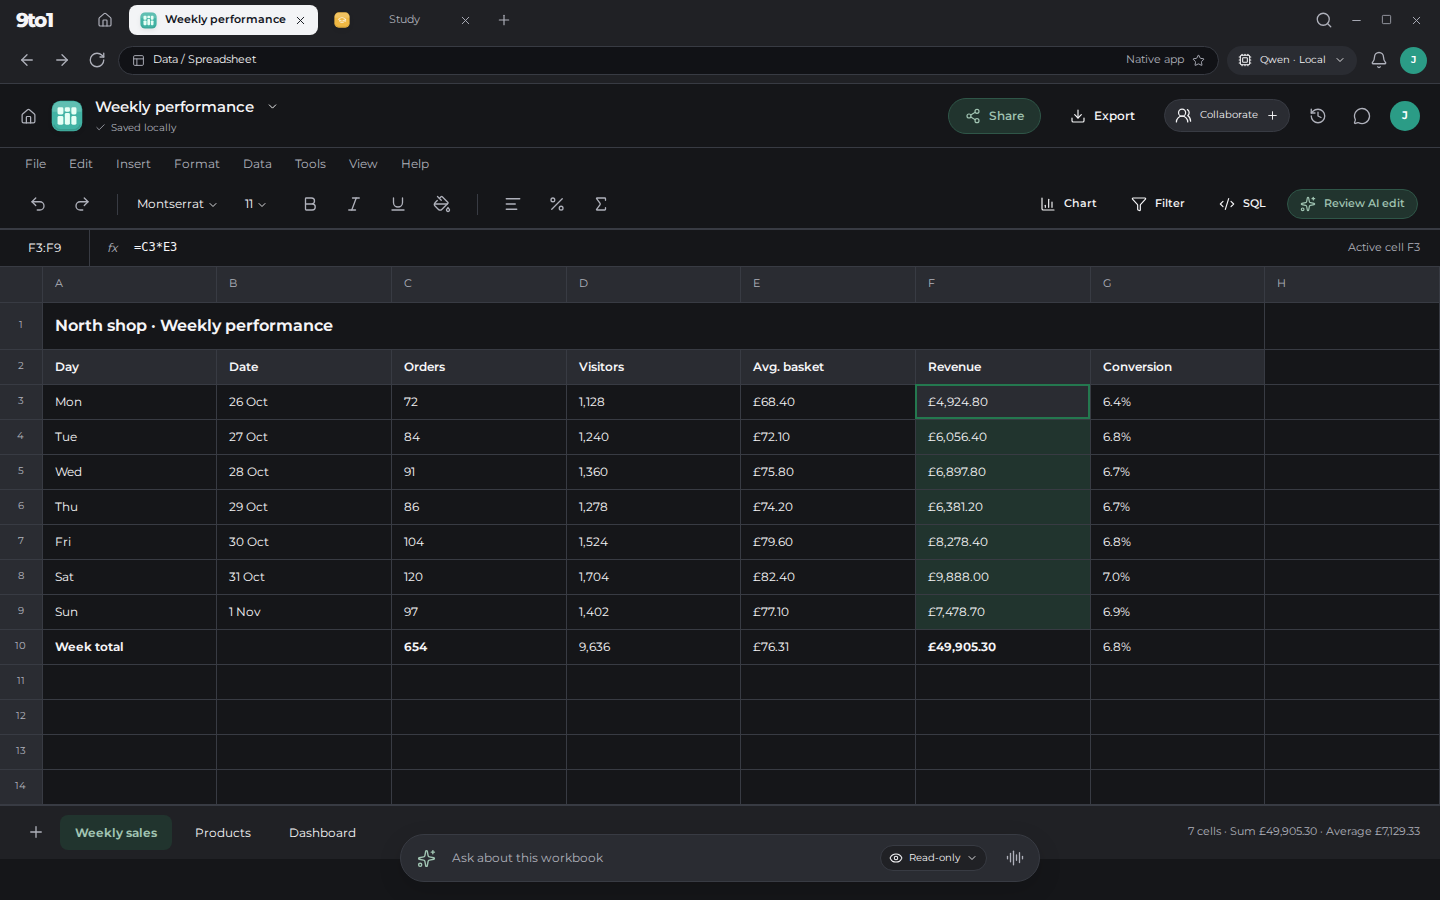 9to1
Weekly performance
Study
Data / Spreadsheet
Native app
Qwen · Local
J
Weekly performance
Saved locally
Share
Export
Collaborate
J
File Edit Insert Format Data Tools View Help
Montserrat 11 B I U % Σ
Chart
Filter
SQL
Review AI edit
F3:F9 fx =C3*E3 Active cell F3
A B C D E F G H
1 North shop · Weekly performance
2 Day Date Orders Visitors Avg. basket Revenue Conversion
3 Mon 26 Oct 72 1,128 £68.40 £4,924.80 6.4%
4 Tue 27 Oct 84 1,240 £72.10 £6,056.40 6.8%
5 Wed 28 Oct 91 1,360 £75.80 £6,897.80 6.7%
6 Thu 29 Oct 86 1,278 £74.20 £6,381.20 6.7%
7 Fri 30 Oct 104 1,524 £79.60 £8,278.40 6.8%
8 Sat 31 Oct 120 1,704 £82.40 £9,888.00 7.0%
9 Sun 1 Nov 97 1,402 £77.10 £7,478.70 6.9%
10 Week total 654 9,636 £76.31 £49,905.30 6.8%
11
12
13
14
Weekly sales Products Dashboard
7 cells · Sum £49,905.30 · Average £7,129.33
Ask about this workbook
Read-only